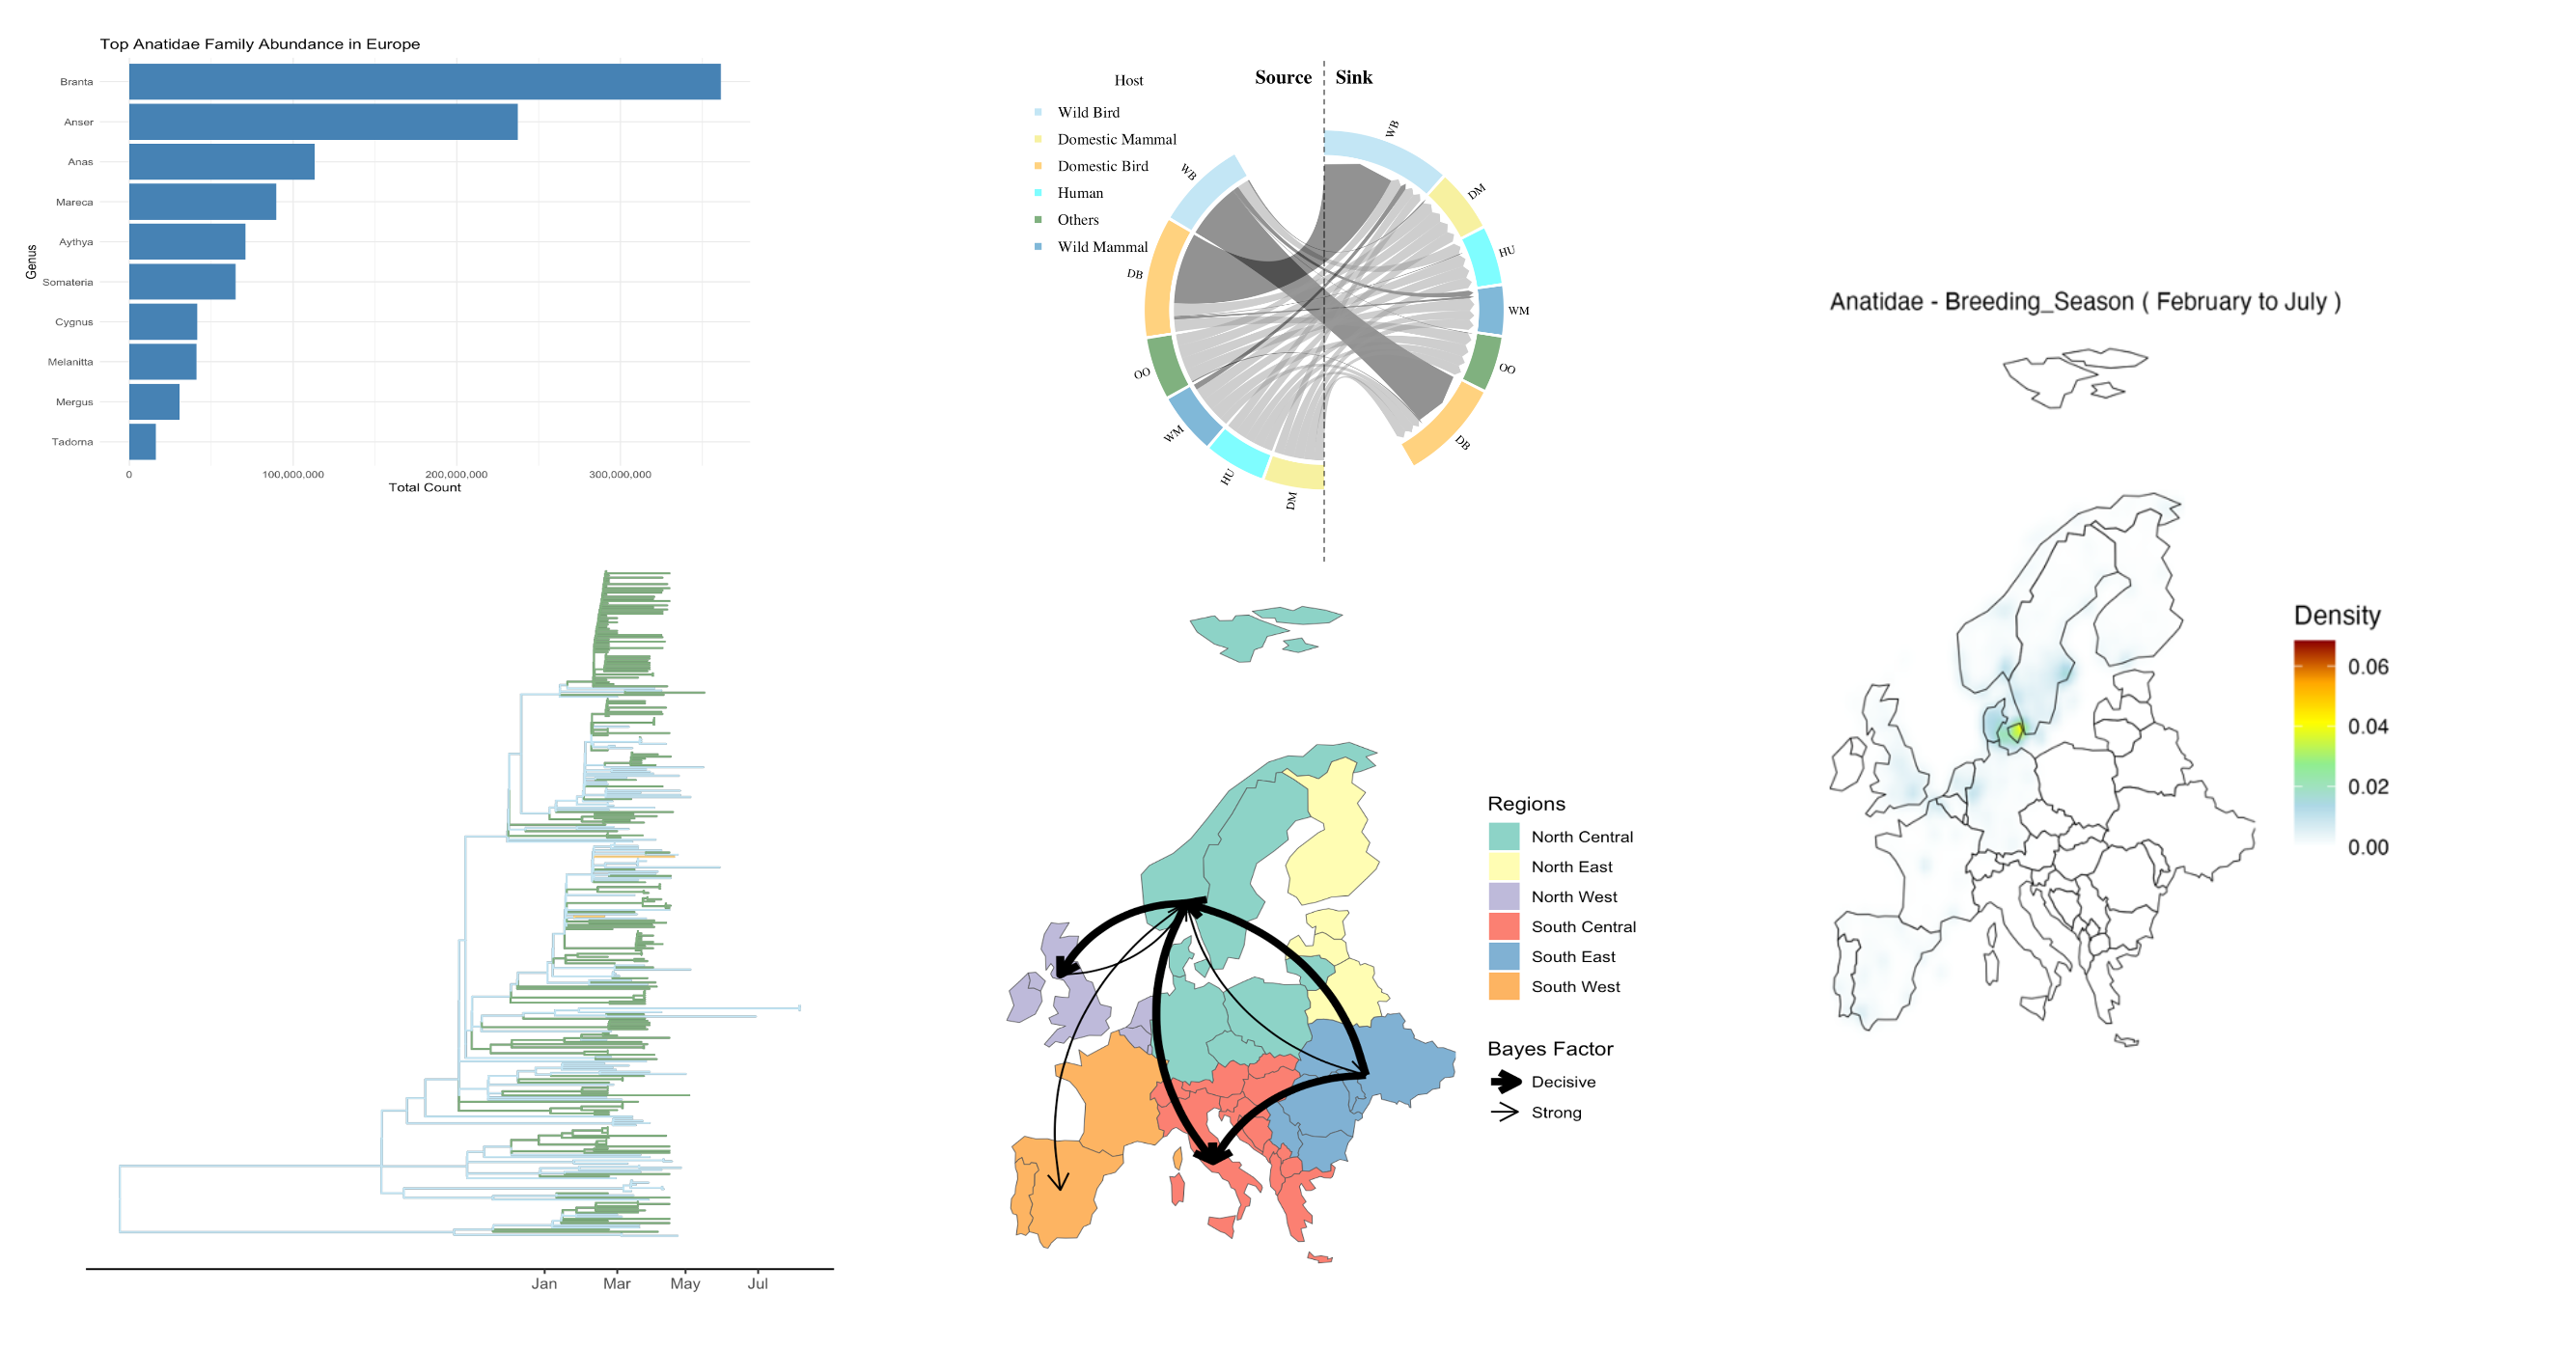 Top Anatidae Family Abundance in Europe
Genus
Branta
Anser
Anas
Mareca
Aythya
Somateria
Cygnus
Melanitta
Mergus
Tadorna
0 100,000,000 200,000,000 300,000,000
Total Count
Source Sink
Host
Wild Bird
Domestic Mammal
Domestic Bird
Human
Others
Wild Mammal
WB
DB
OO
WM
HU
DM
WB
DM
HU
WM
OO
DB
Anatidae - Breeding_Season ( February to July )
Density
0.06
0.04
0.02
0.00
Jan Mar May Jul
Regions
North Central
North East
North West
South Central
South East
South West
Bayes Factor
Decisive
Strong